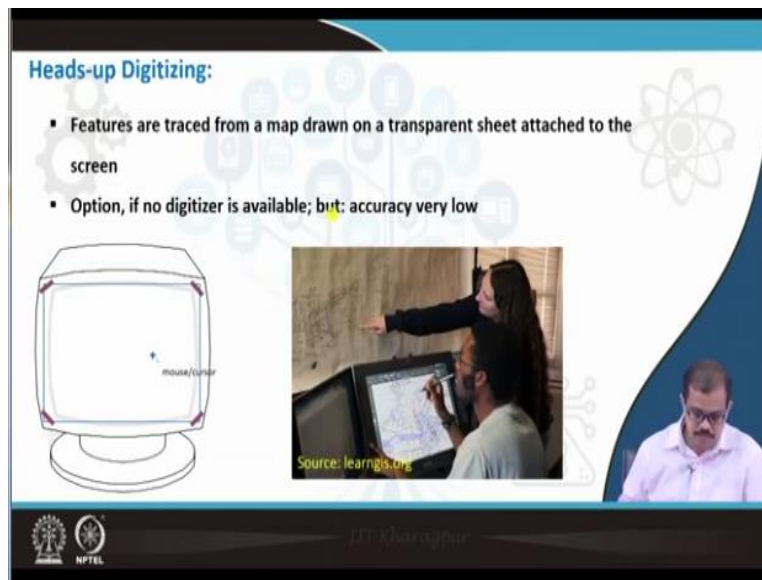 Heads-up Digitizing:
▪ Features are traced from a map drawn on a transparent sheet attached to the
screen
▪ Option, if no digitizer is available; but: accuracy very low
mouse/cursor
Source: learngis.org
NPTEL
IIT Kharagpur